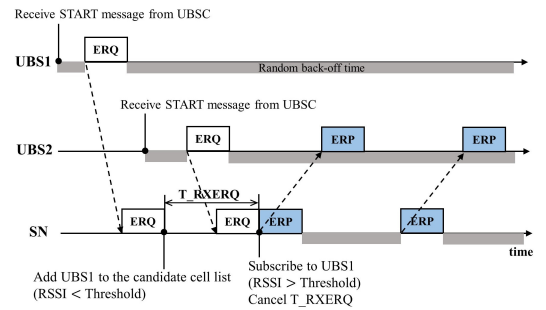 Receive START message from UBSC
ERQ
UBS1
Random back-off time
Receive START message from UBSC
ERQ
ERP
ERP
UBS2
T_RXERQ
ERQ
ERQ
ERP
ERP
SN
time
Add UBS1 to the candidate cell list
(RSSI < Threshold)
Subscribe to UBS1
(RSSI > Threshold)
Cancel T_RXERQ